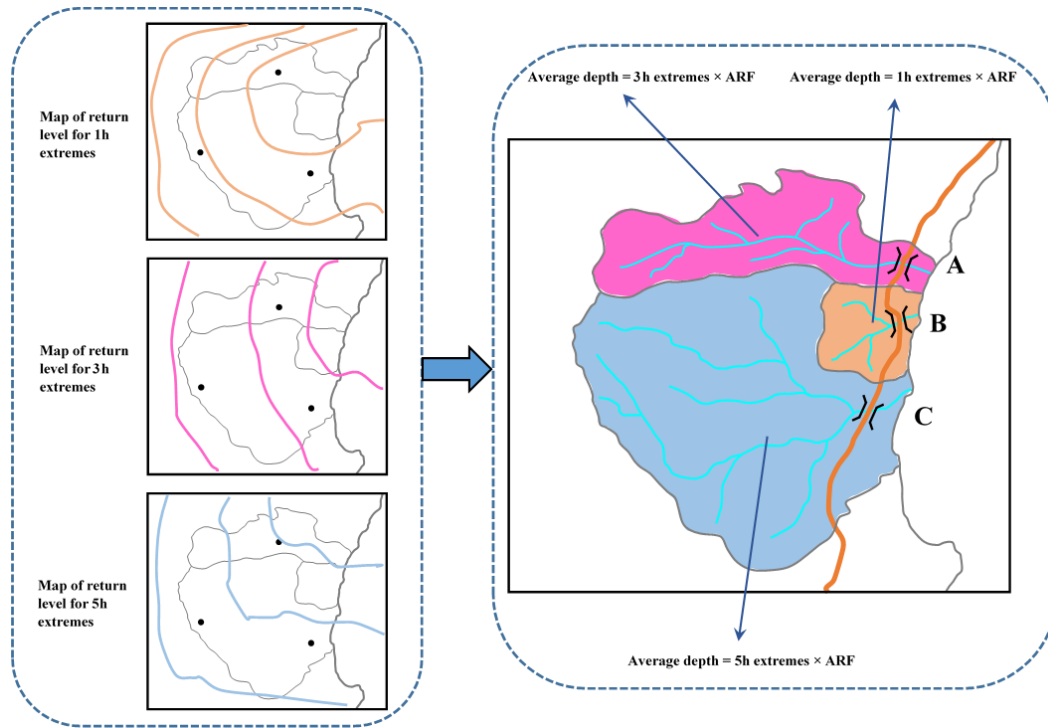 Map of return
level for 1h
extremes
Map of return
level for 3h
extremes
Map of return
level for 5h
extremes
Average depth = 3h extremes × ARF
Average depth = 1h extremes × ARF
A
B
C
Average depth = 5h extremes × ARF